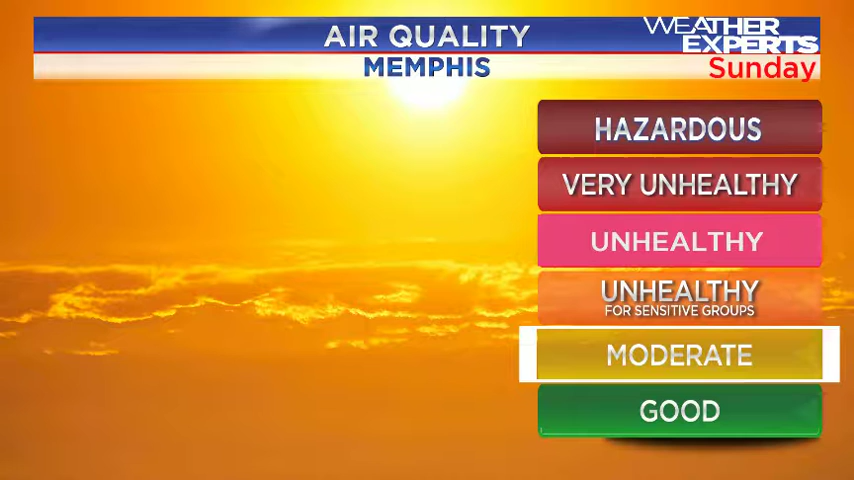 AIR QUALITY
WEATHER
EXPERTS
MEMPHIS
Sunday
HAZARDOUS
VERY UNHEALTHY
UNHEALTHY
UNHEALTHY
FOR SENSITIVE GROUPS
MODERATE
GOOD